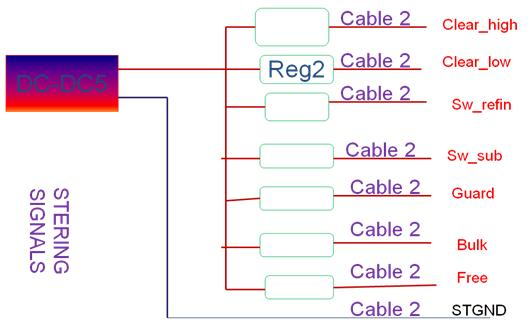 Cable 2 Clear_high
DC-DC5 Reg2 Cable 2 Clear_low
Cable 2 Sw_refin
Cable 2 Sw_sub
Cable 2 Guard
Cable 2 Bulk
Cable 2 Free
Cable 2 STGND
STERING
SIGNALS